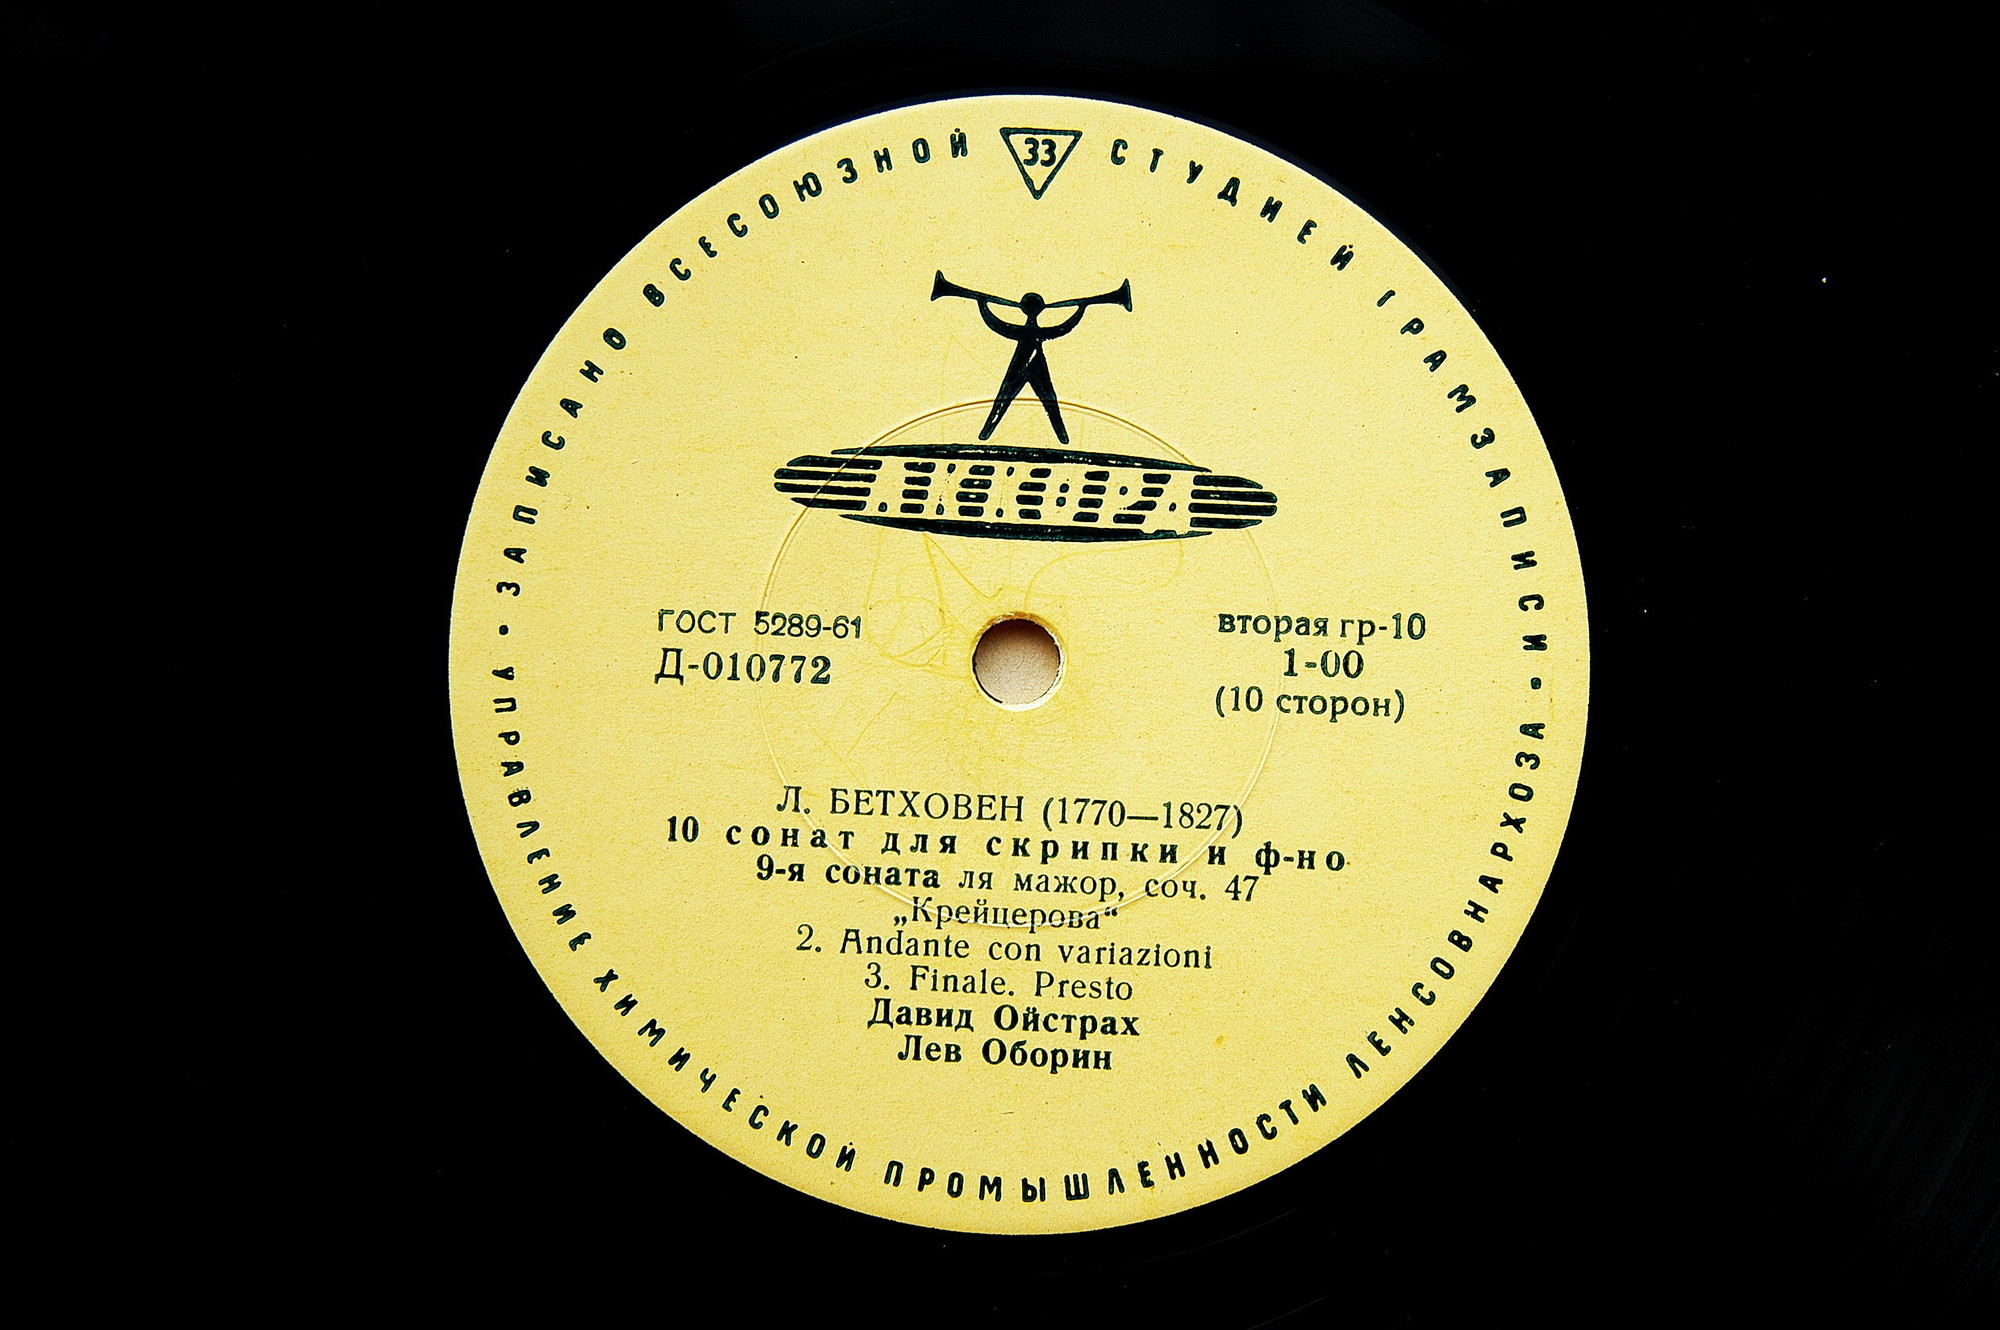 ЗАПИСАНО ВСЕСОЮЗНОЙ СТУДИЕЙ ГРАМЗАПИСИ
33
АККОРД
ГОСТ 5289-61
Д-010772
вторая гр-10
1-00
(10 сторон)
Л. БЕТХОВЕН (1770—1827)
10 сонат для скрипки и ф-но
9-я соната ля мажор, соч. 47
„Крейцерова“
2. Andante con variazioni
3. Finale. Presto
Давид Ойстрах
Лев Оборин
• УПРАВЛЕНИЕ ХИМИЧЕСКОЙ ПРОМЫШЛЕННОСТИ ЛЕНСОВНАРХОЗА •